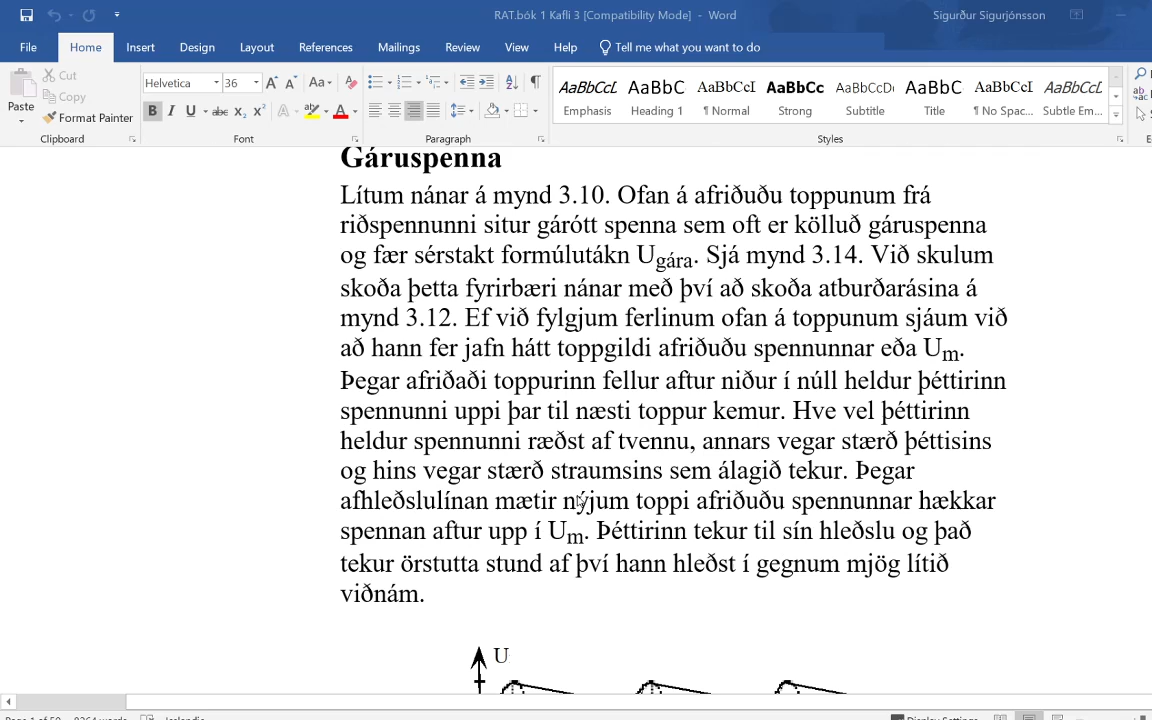 RAT.bók 1 Kafli 3 [Compatibility Mode] - Word
Sigurður Sigurjónsson
File Home Insert Design Layout References Mailings Review View Help Tell me what you want to do
Paste
Cut
Copy
Format Painter
Clipboard
Helvetica 36
Font
Paragraph
AaBbCcL AaBbC AaBbCcI AaBbCc AaBbCcDı AaBbC AaBbCcI AaBbCcL
Emphasis Heading 1 ¶ Normal Strong Subtitle Title ¶ No Spac... Subtle Em...
Styles
Gáruspenna
Lítum nánar á mynd 3.10. Ofan á afriðuðu toppunum frá
riðspennunni situr gárótt spenna sem oft er kölluð gáruspenna
og fær sérstakt formúlutákn Ugára. Sjá mynd 3.14. Við skulum
skoða þetta fyrirbæri nánar með því að skoða atburðarásina á
mynd 3.12. Ef við fylgjum ferlinum ofan á toppunum sjáum við
að hann fer jafn hátt toppgildi afriðuðu spennunnar eða Um.
Þegar afriðaði toppurinn fellur aftur niður í núll heldur þéttirinn
spennunni uppi þar til næsti toppur kemur. Hve vel þéttirinn
heldur spennunni ræðst af tvennu, annars vegar stærð þéttisins
og hins vegar stærð straumsins sem álagið tekur. Þegar
afhleðslulínan mætir nýjum toppi afriðuðu spennunnar hækkar
spennan aftur upp í Um. Þéttirinn tekur til sín hleðslu og það
tekur örstutta stund af því hann hleðst í gegnum mjög lítið
viðnám.
U